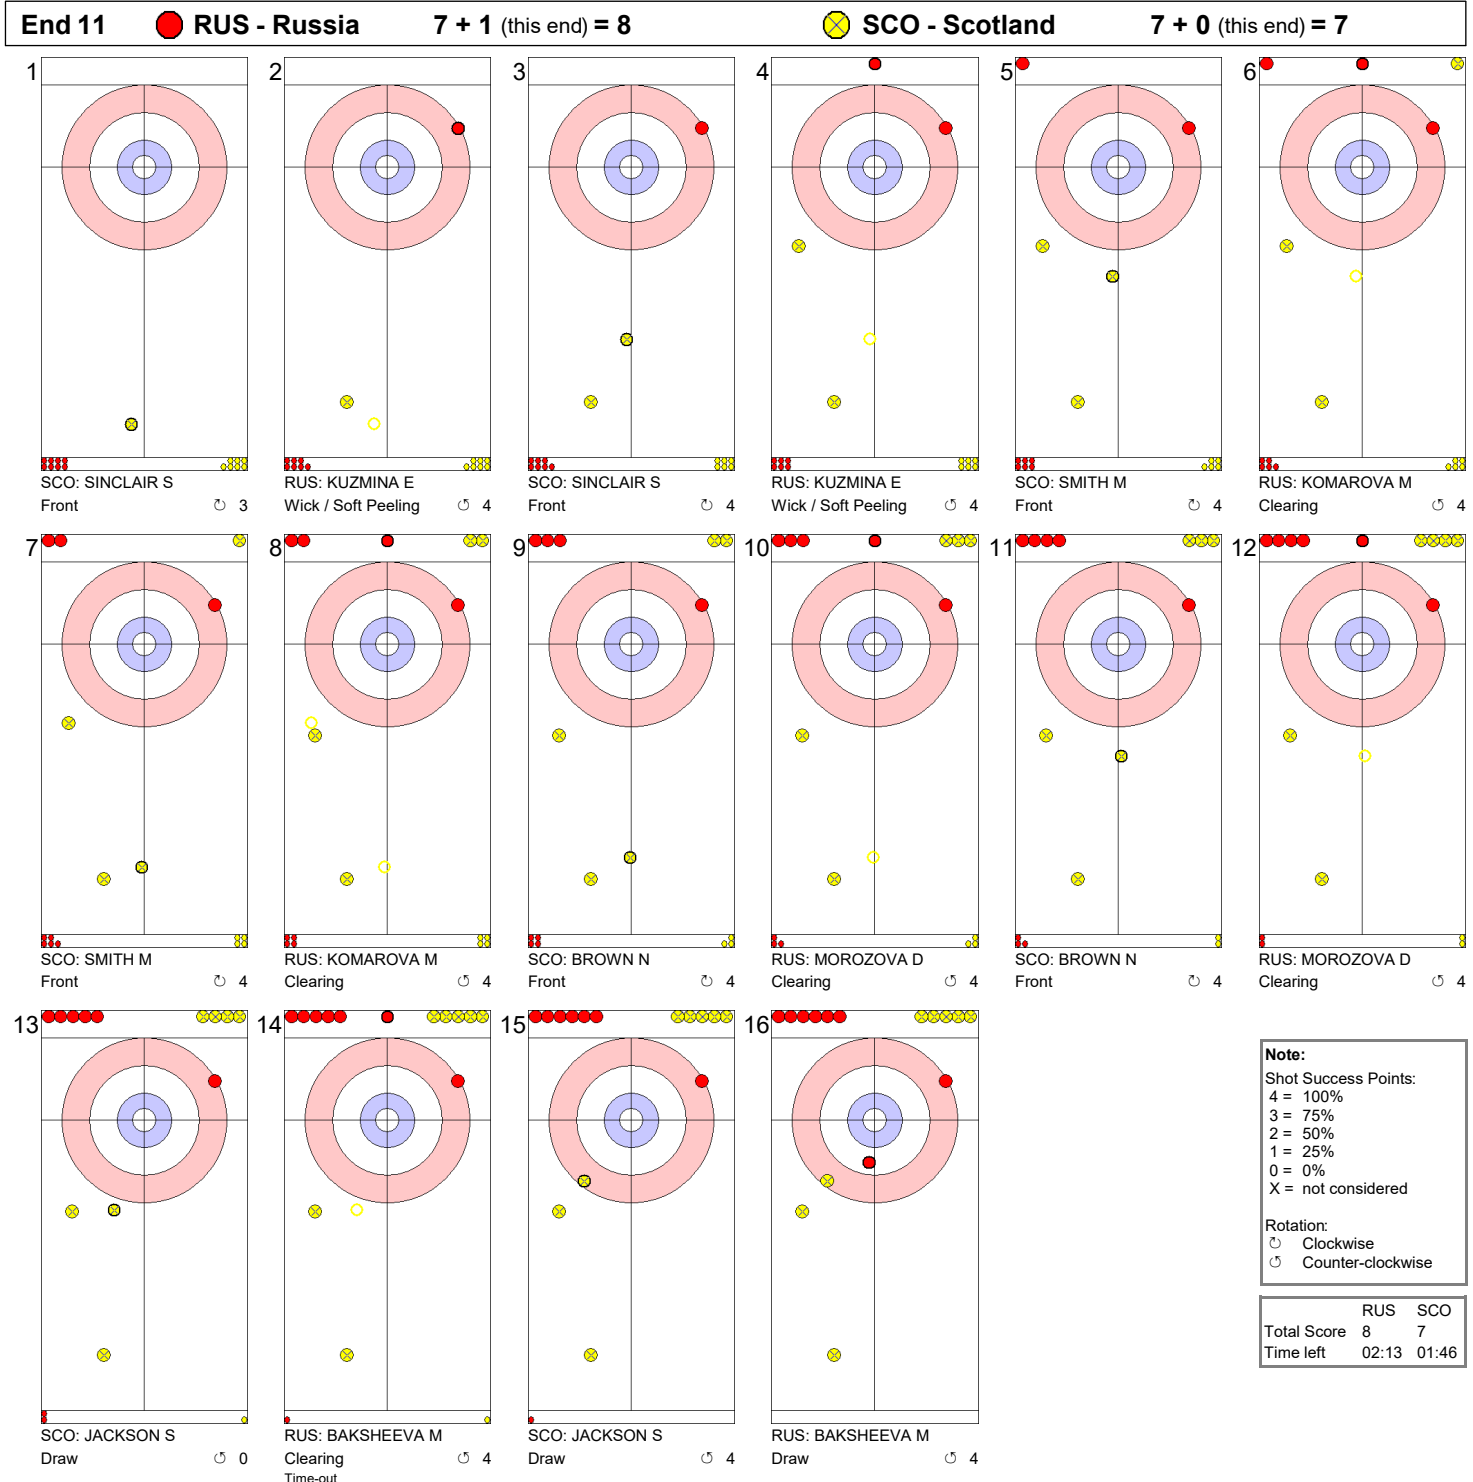 End 11 RUS - Russia 7 + 1 (this end) = 8 SCO - Scotland 7 + 0 (this end) = 7
1 2 3 4 5 6
SCO: SINCLAIR S RUS: KUZMINA E SCO: SINCLAIR S RUS: KUZMINA E SCO: SMITH M RUS: KOMAROVA M
Front ↻ 3 Wick / Soft Peeling ↺ 4 Front ↻ 4 Wick / Soft Peeling ↺ 4 Front ↻ 4 Clearing ↺ 4
7 8 9 10 11 12
SCO: SMITH M RUS: KOMAROVA M SCO: BROWN N RUS: MOROZOVA D SCO: BROWN N RUS: MOROZOVA D
Front ↻ 4 Clearing ↺ 4 Front ↻ 4 Clearing ↺ 4 Front ↻ 4 Clearing ↺ 4
13 14 15 16
SCO: JACKSON S RUS: BAKSHEEVA M SCO: JACKSON S RUS: BAKSHEEVA M
Draw ↺ 0 Clearing ↺ 4 Draw ↺ 4 Draw ↺ 4
Time-out
Note:
Shot Success Points:
4 = 100%
3 = 75%
2 = 50%
1 = 25%
0 = 0%
X = not considered
Rotation:
↻ Clockwise
↺ Counter-clockwise
RUS SCO
Total Score 8 7
Time left 02:13 01:46